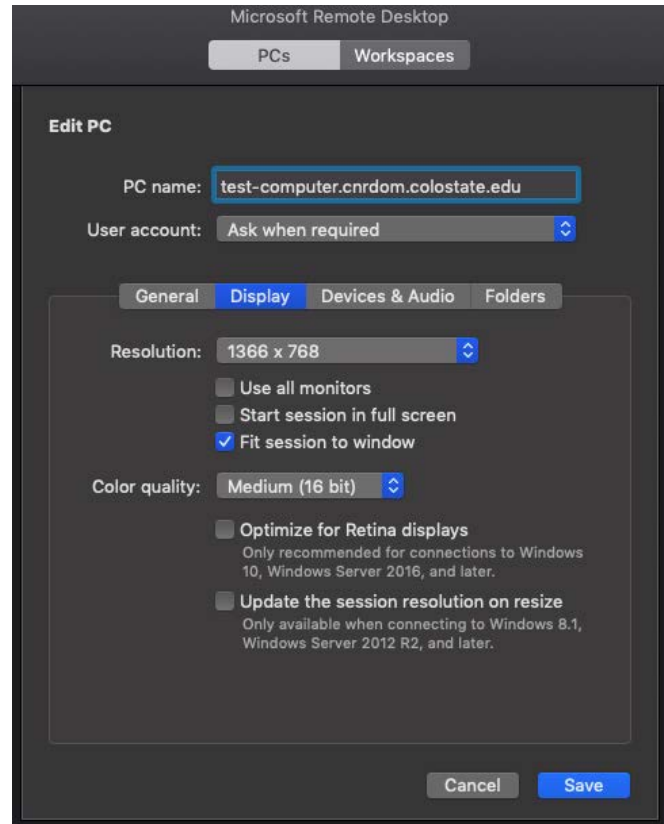 Microsoft Remote Desktop
PCs Workspaces
Edit PC
PC name: test-computer.cnrdom.colostate.edu
User account: Ask when required
General Display Devices & Audio Folders
Resolution: 1366 x 768
Use all monitors
Start session in full screen
Fit session to window
Color quality: Medium (16 bit)
Optimize for Retina displays
Only recommended for connections to Windows
10, Windows Server 2016, and later.
Update the session resolution on resize
Only available when connecting to Windows 8.1,
Windows Server 2012 R2, and later.
Cancel Save